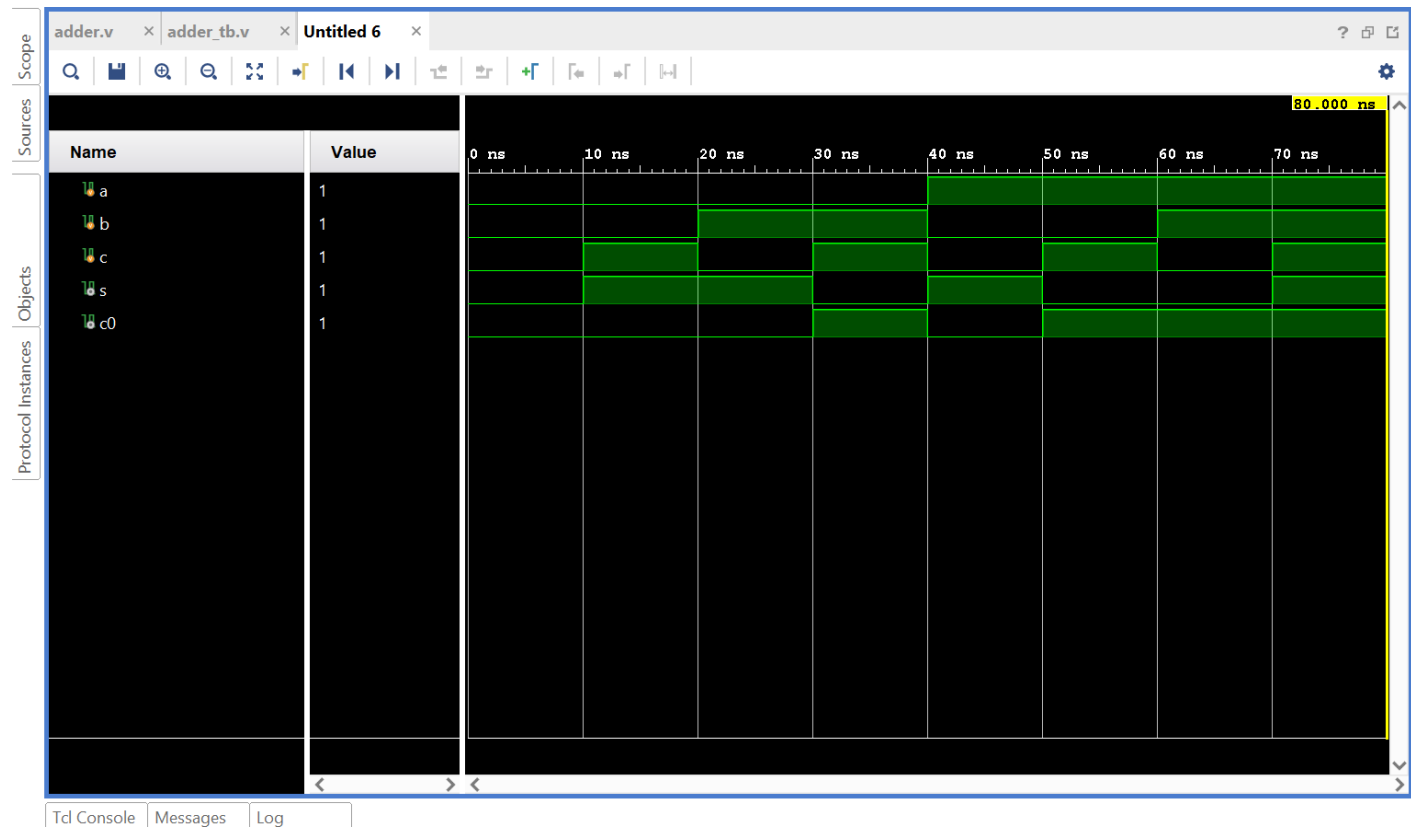 adder.v × adder_tb.v × Untitled 6 ×
Scope
Sources
Objects
Protocol Instances
80.000 ns
Name Value
0 ns 10 ns 20 ns 30 ns 40 ns 50 ns 60 ns 70 ns
a 1
b 1
c 1
s 1
c0 1
Tcl Console Messages Log